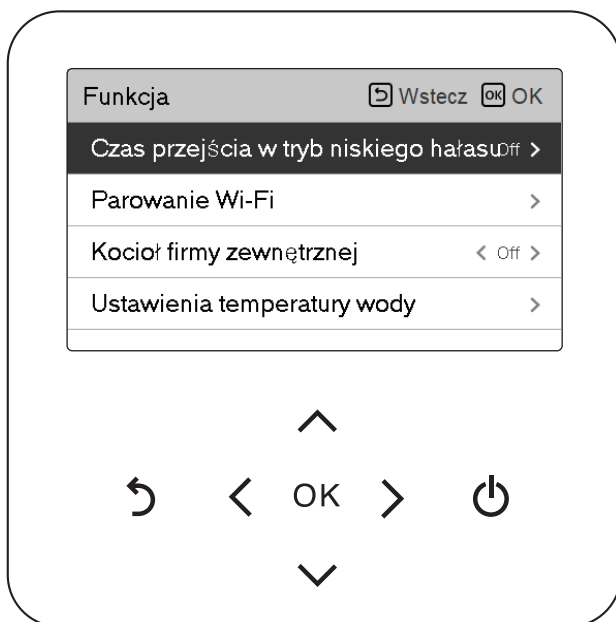 Funkcja Wstecz OK OK
Czas przejścia w tryb niskiego hałasu Off >
Parowanie Wi-Fi >
Kocioł firmy zewnętrznej < Off >
Ustawienia temperatury wody >
OK